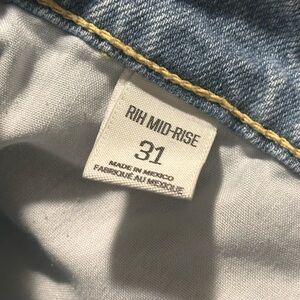 RIH MID-RISE
31
MADE IN MEXICO
FABRIQUÉ AU MEXIQUE